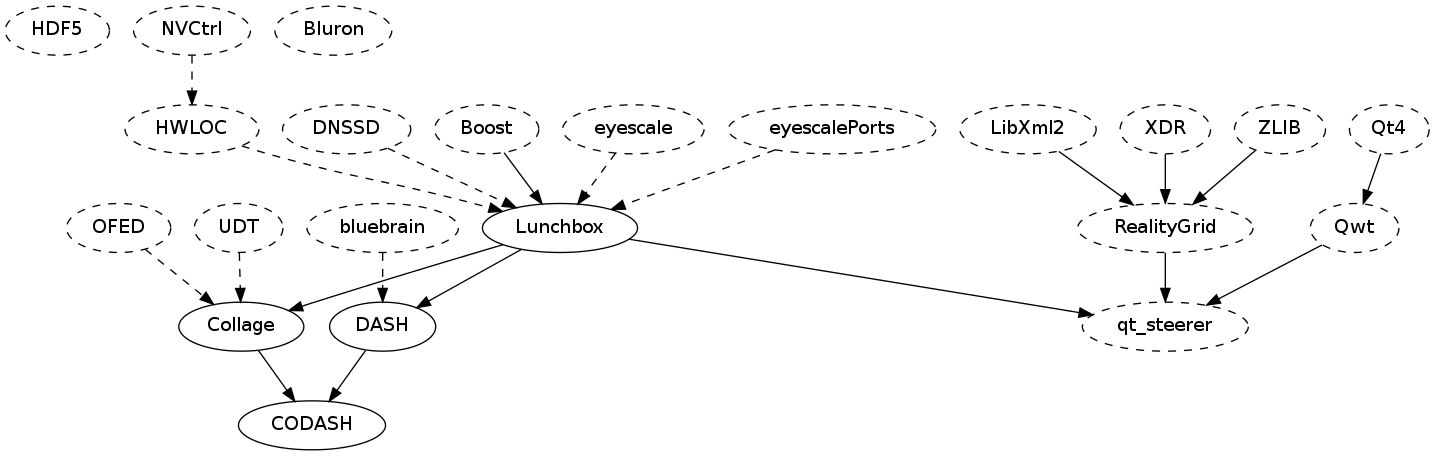 HDF5
NVCtrl
Bluron
HWLOC
DNSSD
Boost
eyescale
eyescalePorts
LibXml2
XDR
ZLIB
Qt4
OFED
UDT
bluebrain
Lunchbox
RealityGrid
Qwt
Collage
DASH
qt_steerer
CODASH